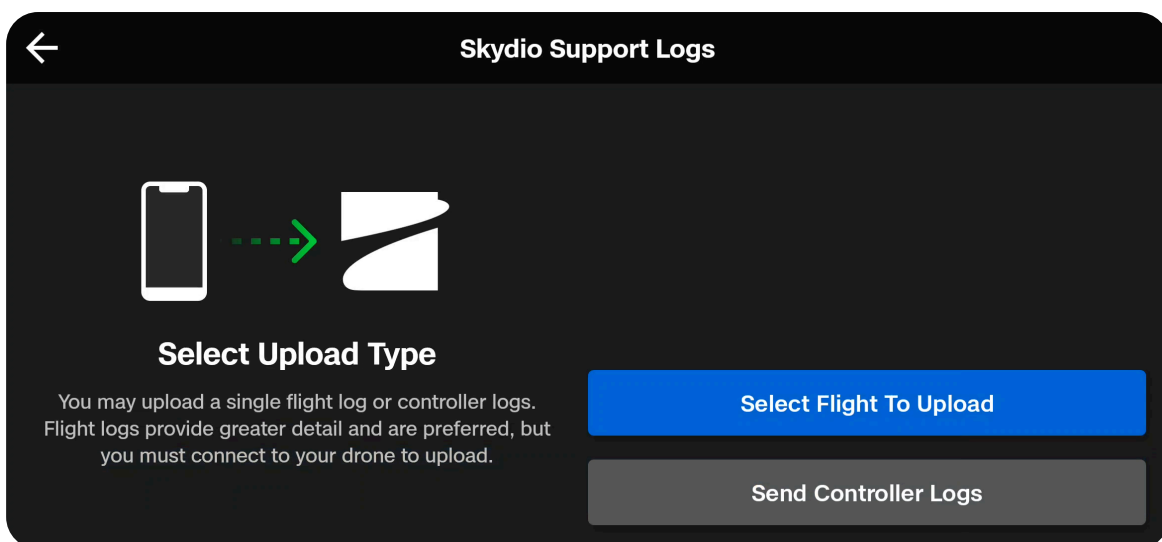 Skydio Support Logs
Select Upload Type
You may upload a single flight log or controller logs.
Flight logs provide greater detail and are preferred, but
you must connect to your drone to upload.
Select Flight To Upload
Send Controller Logs